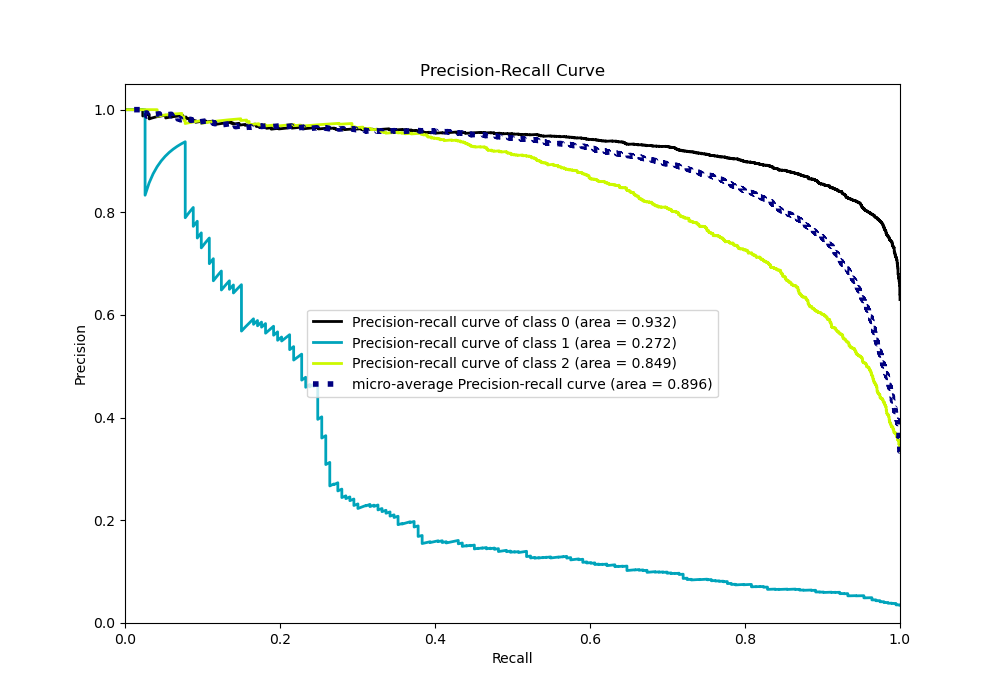 Precision-Recall Curve
1.0
0.8
0.6
0.4
0.2
0.0
Precision
Precision-recall curve of class 0 (area = 0.932)
Precision-recall curve of class 1 (area = 0.272)
Precision-recall curve of class 2 (area = 0.849)
micro-average Precision-recall curve (area = 0.896)
0.0 0.2 0.4 0.6 0.8 1.0
Recall